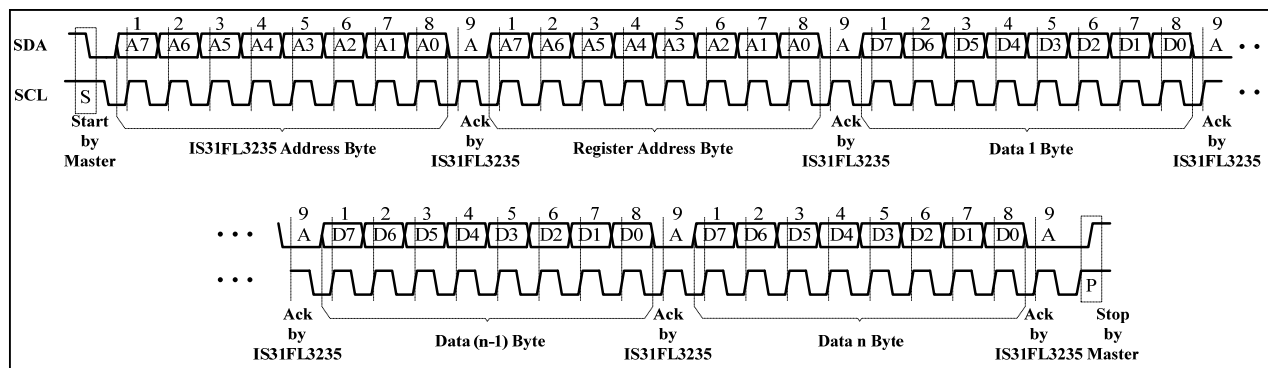 1 2 3 4 5 6 7 8 9 1 2 3 4 5 6 7 8 9 1 2 3 4 5 6 7 8 9
SDA A7 A6 A5 A4 A3 A2 A1 A0 A A7 A6 A5 A4 A3 A2 A1 A0 A D7 D6 D5 D4 D3 D2 D1 D0 A
SCL S
Start by Master
IS31FL3235 Address Byte
Ack by IS31FL3235
Register Address Byte
Ack by IS31FL3235
Data 1 Byte
Ack by IS31FL3235
9 1 2 3 4 5 6 7 8 9 1 2 3 4 5 6 7 8 9
A D7 D6 D5 D4 D3 D2 D1 D0 A D7 D6 D5 D4 D3 D2 D1 D0 A
P
Ack by IS31FL3235
Data (n-1) Byte
Ack by IS31FL3235
Data n Byte
Ack by IS31FL3235
Stop by Master